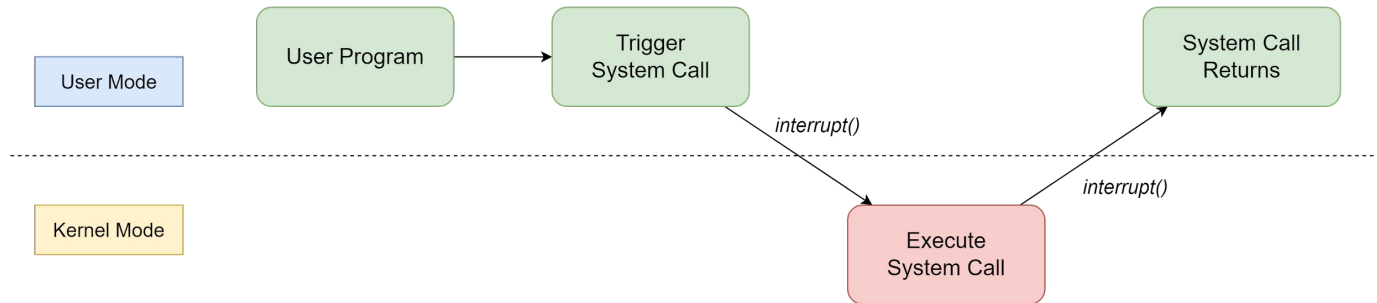 User Mode
User Program
Trigger
System Call
System Call
Returns
interrupt()
interrupt()
Kernel Mode
Execute
System Call